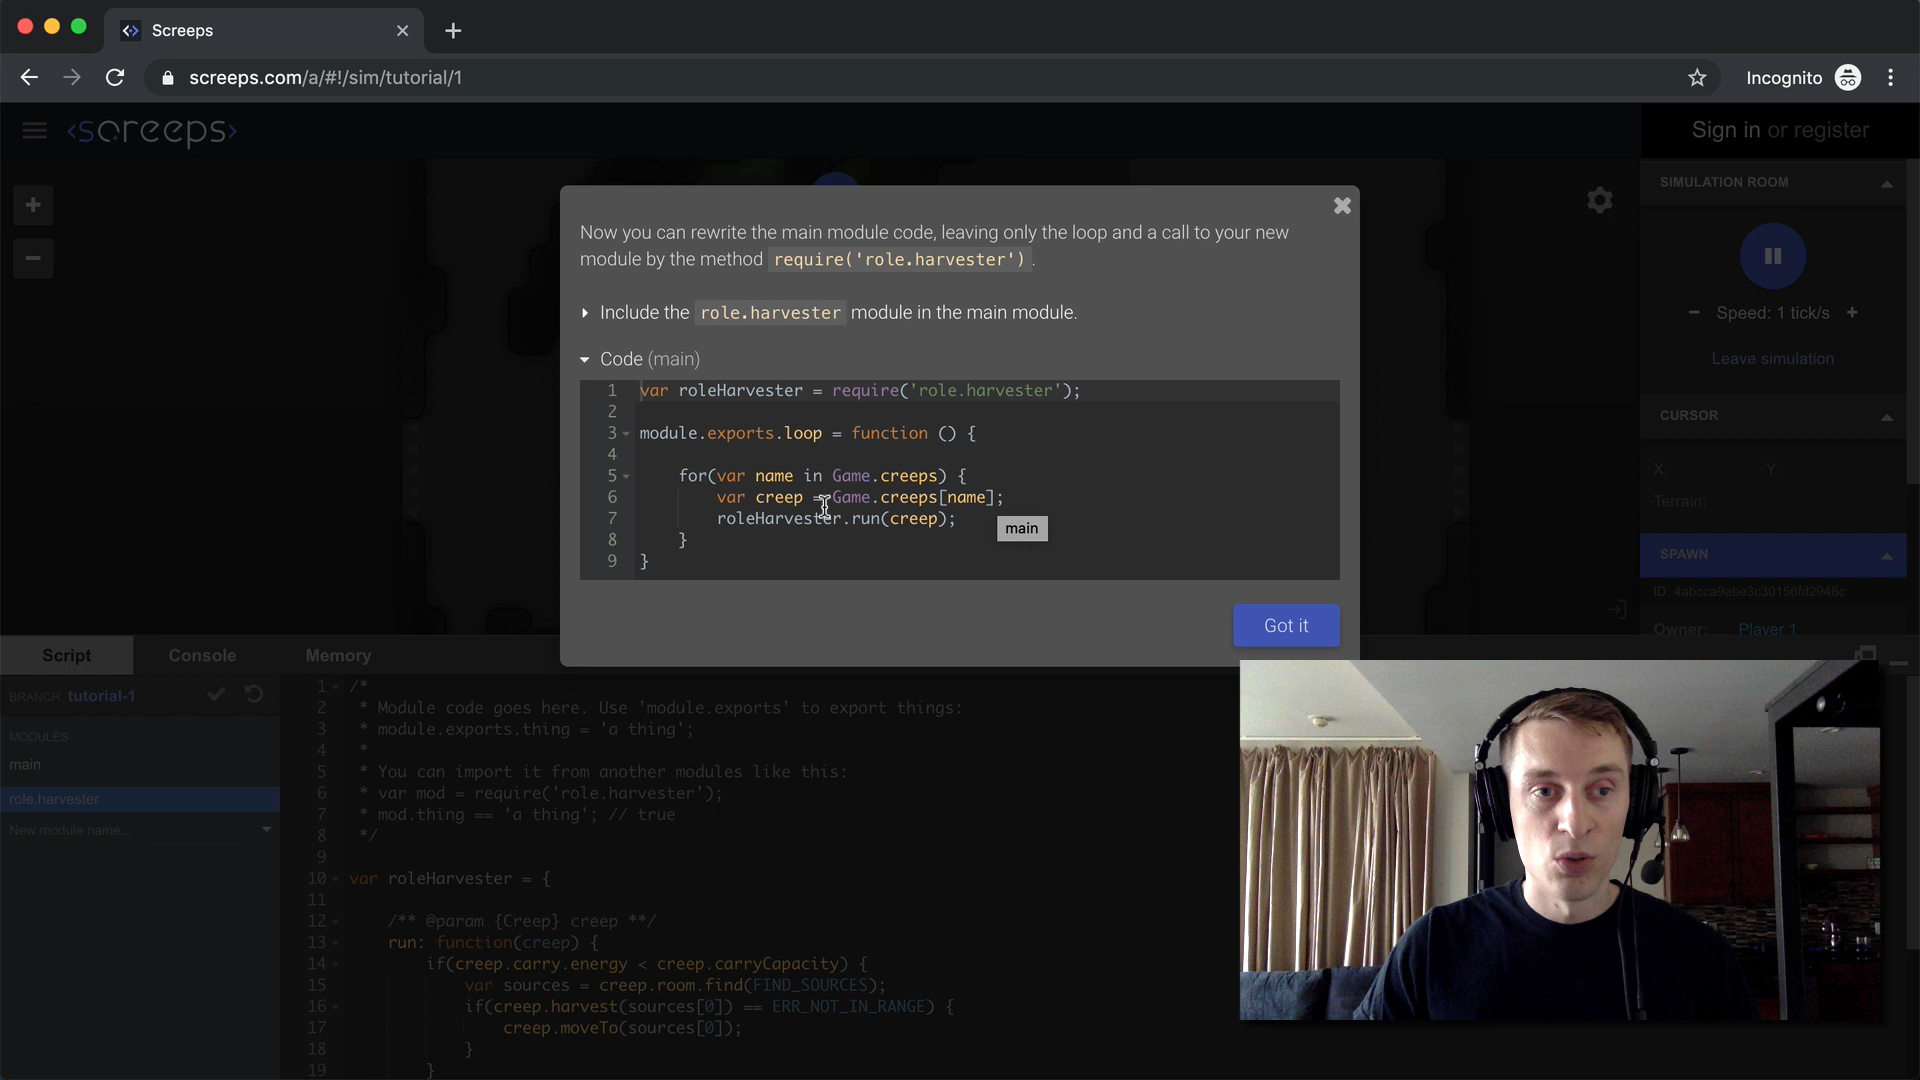 Screeps
screeps.com/a/#!/sim/tutorial/1
Incognito
<screeps>
Sign in or register
SIMULATION ROOM
Speed: 1 tick/s
Leave simulation
CURSOR
X:
Y:
Terrain:
SPAWN
ID: 4abcca9ebe3c30156fd2946c
Owner: Player 1
Now you can rewrite the main module code, leaving only the loop and a call to your new
module by the method require('role.harvester') .
Include the role.harvester module in the main module.
Code (main)
1 var roleHarvester = require('role.harvester');
2
3 module.exports.loop = function () {
4
5 for(var name in Game.creeps) {
6 var creep = Game.creeps[name];
7 roleHarvester.run(creep);
8 }
9 }
main
Got it
Script
Console
Memory
BRANCH: tutorial-1
MODULES
main
role.harvester
New module name...
1 /*
2 * Module code goes here. Use 'module.exports' to export things:
3 * module.exports.thing = 'a thing';
4 *
5 * You can import it from another modules like this:
6 * var mod = require('role.harvester');
7 * mod.thing == 'a thing'; // true
8 */
9
10 var roleHarvester = {
11
12 /** @param {Creep} creep **/
13 run: function(creep) {
14 if(creep.carry.energy < creep.carryCapacity) {
15 var sources = creep.room.find(FIND_SOURCES);
16 if(creep.harvest(sources[0]) == ERR_NOT_IN_RANGE) {
17 creep.moveTo(sources[0]);
18 }
19 }